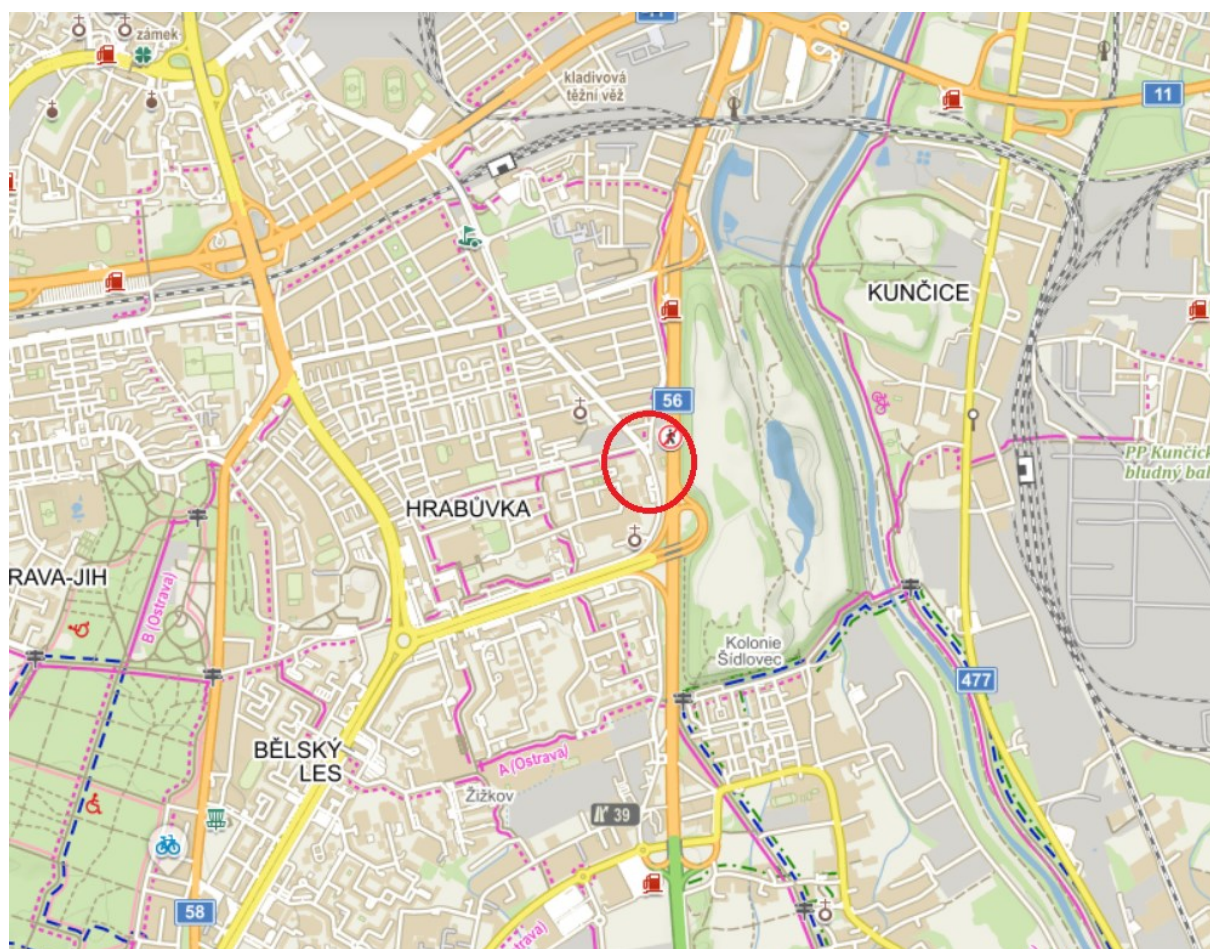 zámek
kladivová
těžní věž
11
KUNČICE
56
PP Kunčick
bludný bal
HRABŮVKA
RAVA-JIH
B (Ostrava)
Kolonie
Šídlovec
477
BĚLSKÝ
LES
A (Ostrava)
Žižkov
39
58
strava)